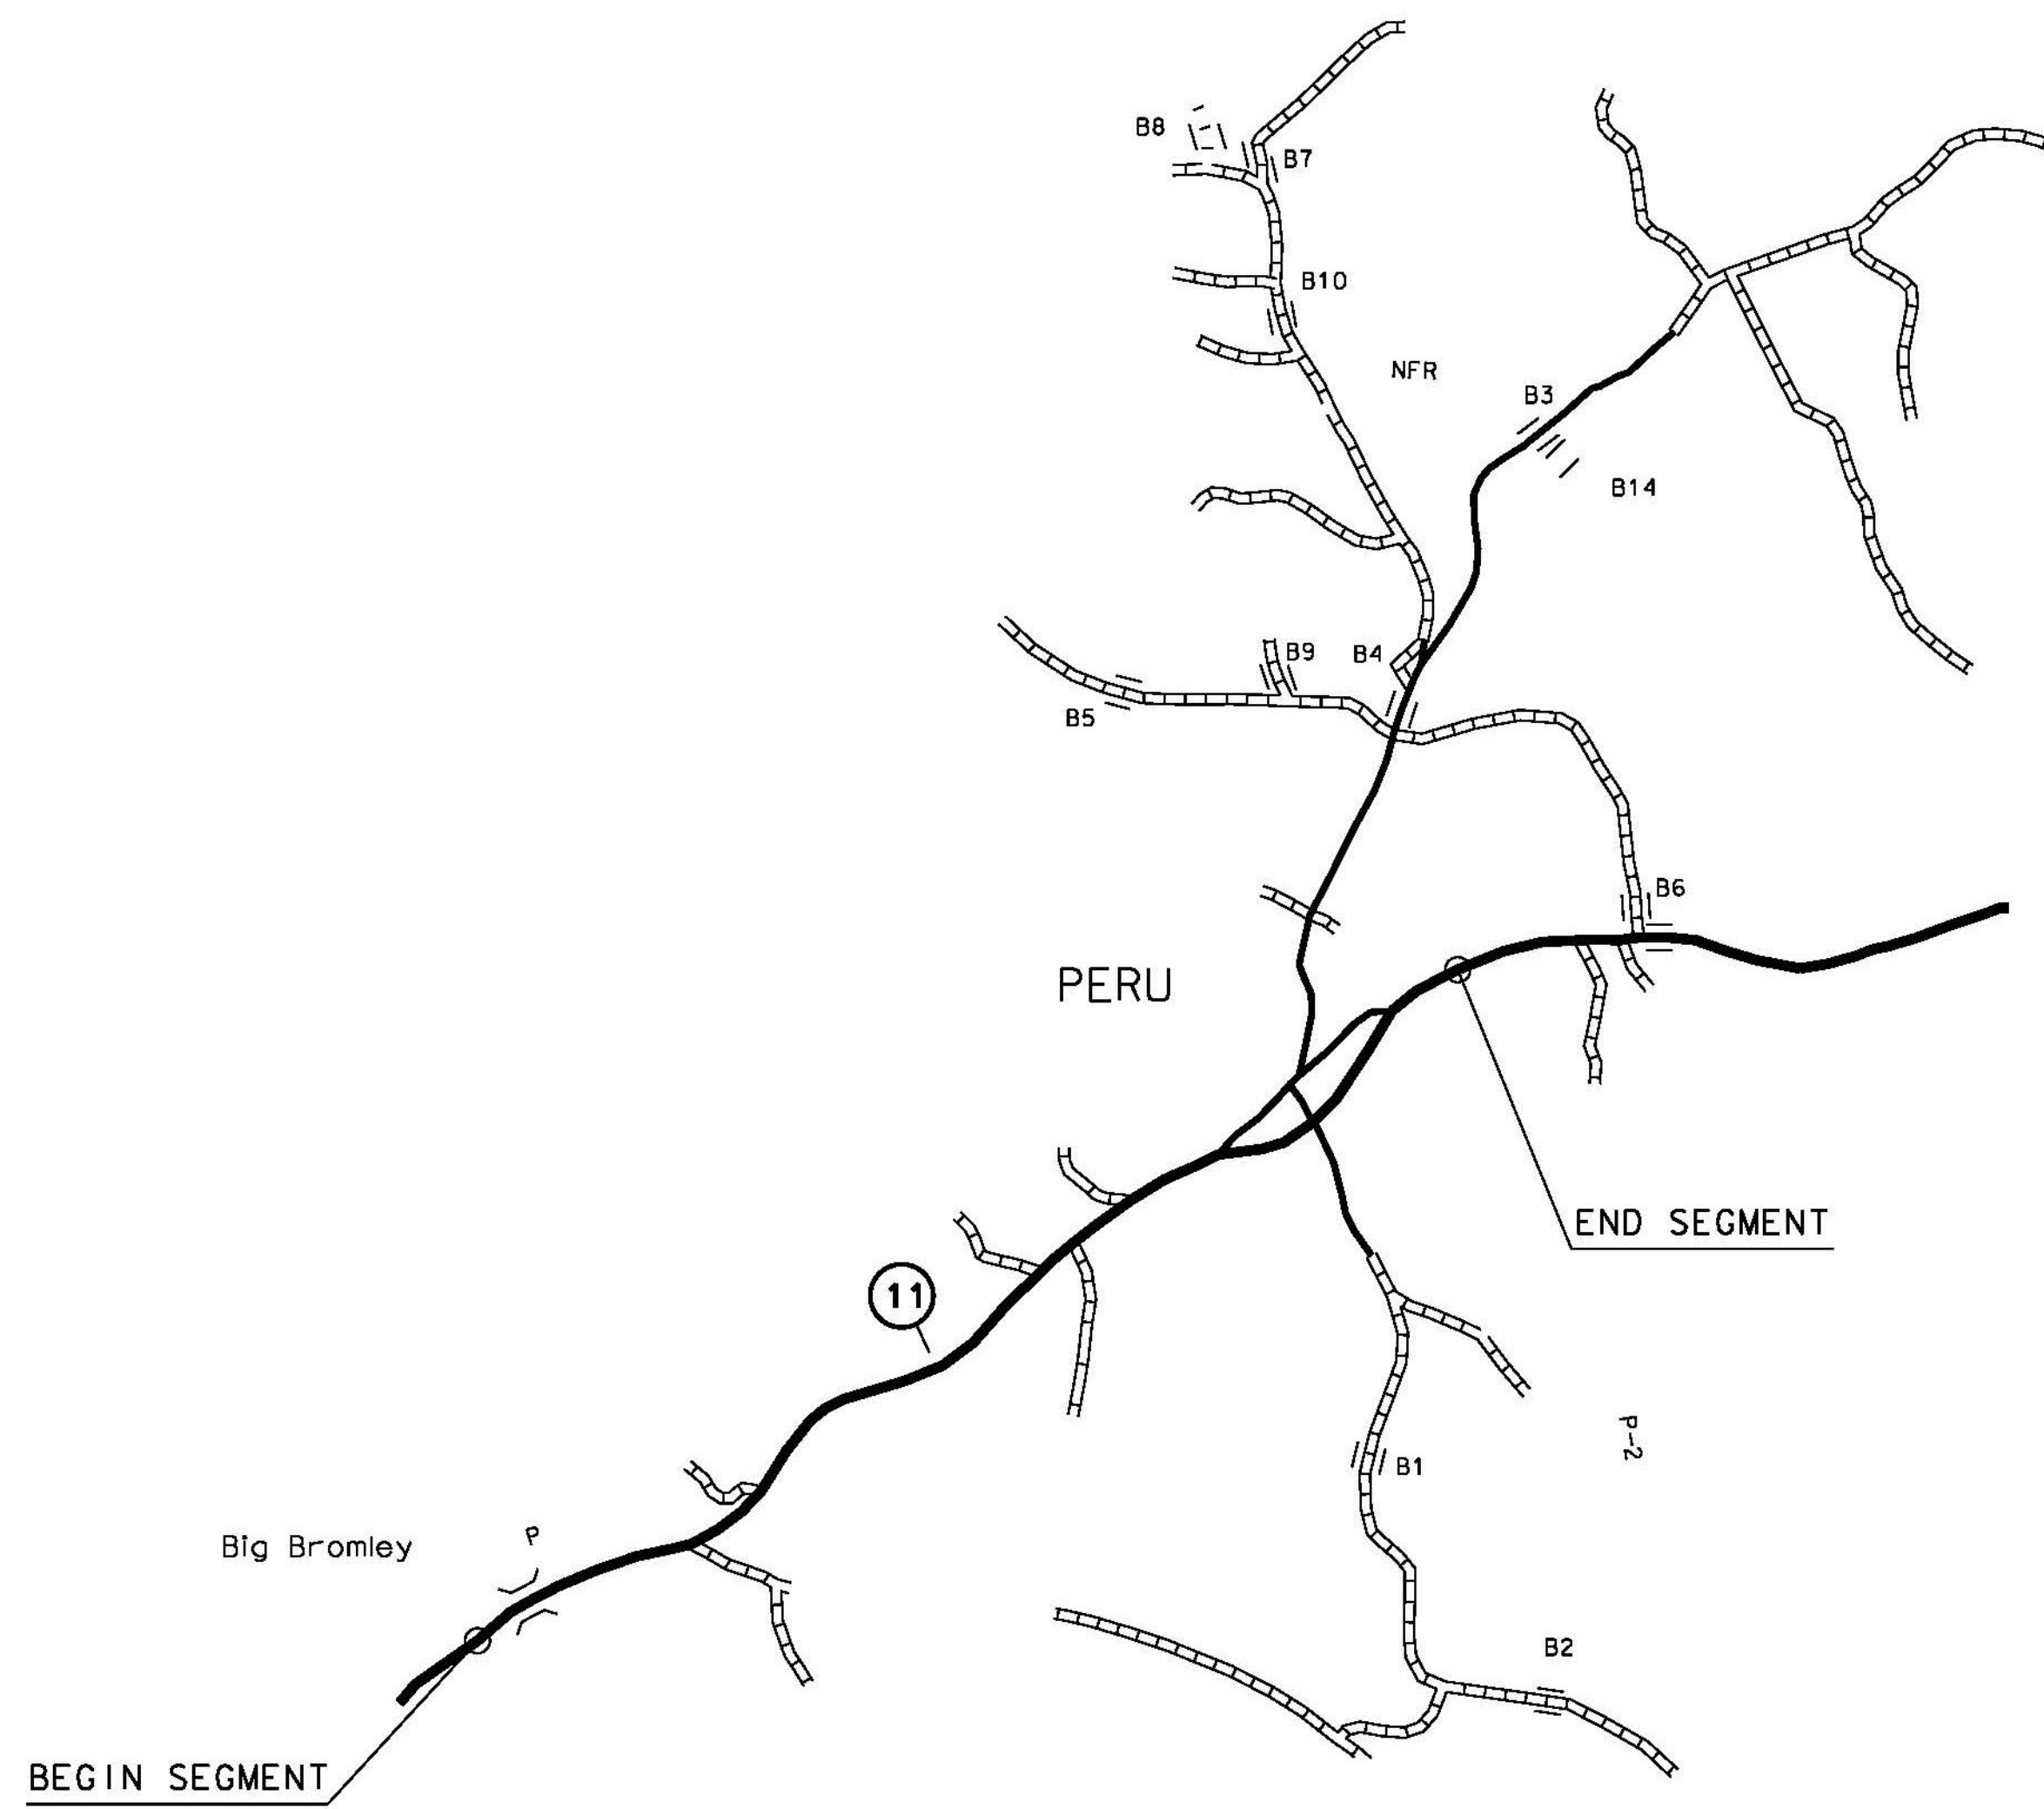 B8
B7
B10
NFR
B3
B14
B9
B4
B5
B6
PERU
END SEGMENT
11
P-2
B1
P
Big Bromley
B2
BEGIN SEGMENT